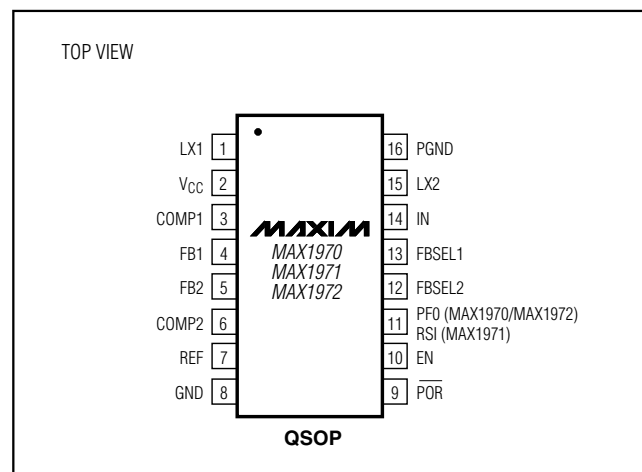 TOP VIEW
LX1 1
VCC 2
COMP1 3
FB1 4
FB2 5
COMP2 6
REF 7
GND 8
MAXIM
MAX1970
MAX1971
MAX1972
16 PGND
15 LX2
14 IN
13 FBSEL1
12 FBSEL2
11 PF0 (MAX1970/MAX1972)
RSI (MAX1971)
10 EN
9 POR
QSOP